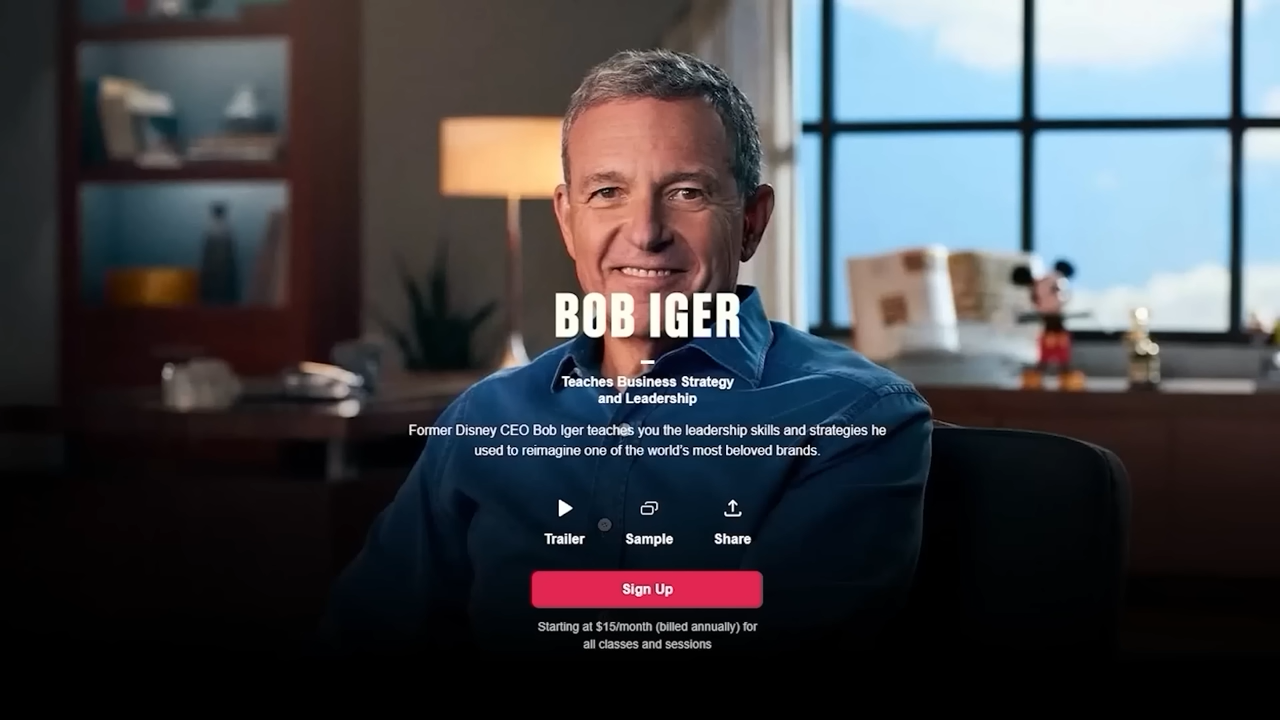 BOB IGER
Teaches Business Strategy
and Leadership
Former Disney CEO Bob Iger teaches you the leadership skills and strategies he
used to reimagine one of the world's most beloved brands.
Trailer Sample Share
Sign Up
Starting at $15/month (billed annually) for
all classes and sessions